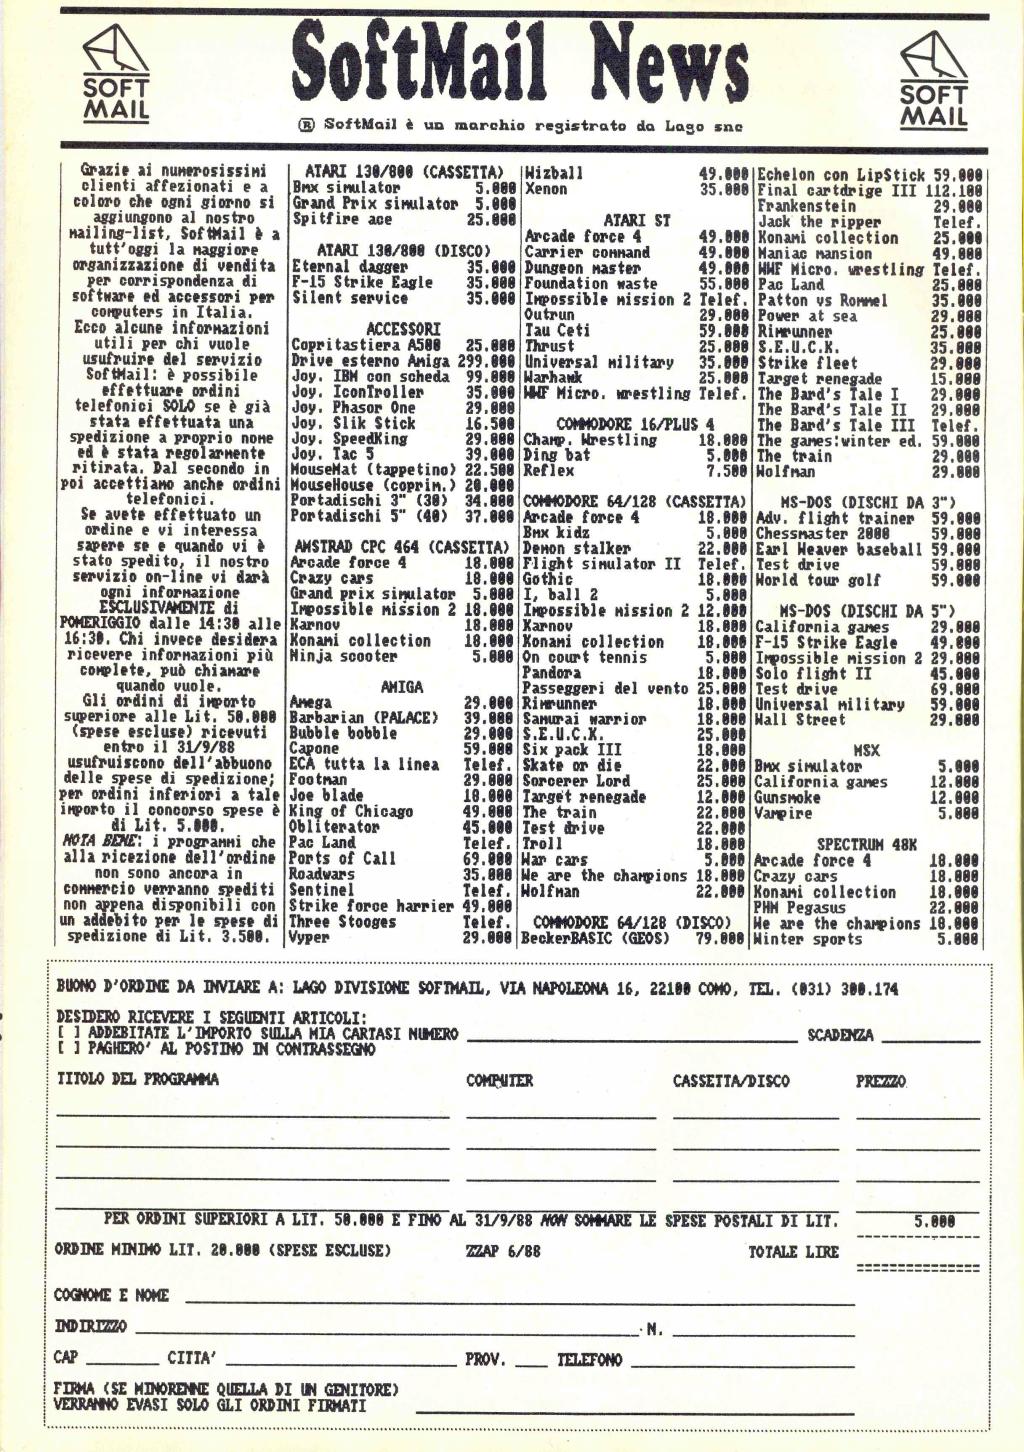 SoftMail News
SOFT
MAIL
SOFT
MAIL
® SoftMail è un marchio registrato da Lago snc
Grazie ai numerosissimi
clienti affezionati e a
coloro che ogni giorno si
aggiungono al nostro
mailing-list, SoftMail è a
tutt'oggi la maggiore
organizzazione di vendita
per corrispondenza di
software ed accessori per
computers in Italia.
Ecco alcune informazioni
utili per chi vuole
usufruire del servizio
SoftMail: è possibile
effettuare ordini
telefonici SOLO se è già
stata effettuata una
spedizione a proprio nome
ed è stata regolarmente
ritirata. Dal secondo in
poi accettiamo anche ordini
telefonici.
Se avete effettuato un
ordine e vi interessa
sapere se e quando vi è
stato spedito, il nostro
servizio on-line vi darà
ogni informazione
ESCLUSIVAMENTE di
POMERIGGIO dalle 14:30 alle
16:30. Chi invece desidera
ricevere informazioni più
complete, può chiamare
quando vuole.
Gli ordini di importo
superiore alle Lit. 50.000
(spese escluse) ricevuti
entro il 31/9/88
usufruiscono dell'abbuono
delle spese di spedizione;
per ordini inferiori a tale
importo il concorso spese è
di Lit. 5.000.
NOTA BENE: i programmi che
alla ricezione dell'ordine
non sono ancora in
commercio verranno spediti
non appena disponibili con
un addebito per le spese di
spedizione di Lit. 3.500.
ATARI 130/800 (CASSETTA)
Bmx simulator 5.000
Grand Prix simulator 5.000
Spitfire ace 25.000
ATARI 130/800 (DISCO)
Eternal dagger 35.000
F-15 Strike Eagle 35.000
Silent service 35.000
ACCESSORI
Copritastiera A500 25.000
Drive esterno Amiga 299.000
Joy. IBM con scheda 99.000
Joy. IconTroller 35.000
Joy. Phasor One 29.000
Joy. Slik Stick 16.500
Joy. SpeedKing 29.000
Joy. Tac 5 39.000
MouseMat (tappetino) 22.500
MouseHouse (coprim.) 20.000
Portadischi 3" (30) 34.000
Portadischi 5" (40) 37.000
AMSTRAD CPC 464 (CASSETTA)
Arcade force 4 18.000
Crazy cars 18.000
Grand prix simulator 5.000
Impossible mission 2 18.000
Karnov 18.000
Konami collection 18.000
Ninja scooter 5.000
AMIGA
Amega 29.000
Barbarian (PALACE) 39.000
Bubble bobble 29.000
Capone 59.000
ECA tutta la linea Telef.
Footman 29.000
Joe blade 18.000
King of Chicago 49.000
Obliterator 45.000
Pac Land Telef.
Ports of Call 69.000
Roadwars 35.000
Sentinel Telef.
Strike force harrier 49.000
Three Stooges Telef.
Vyper 29.000
Wizball 49.000
Xenon 35.000
ATARI ST
Arcade force 4 49.000
Carrier command 49.000
Dungeon master 49.000
Foundation waste 55.000
Impossible mission 2 Telef.
Outrun 29.000
Tau Ceti 59.000
Thrust 25.000
Universal military 35.000
Warhawk 25.000
WWF Micro. wrestling Telef.
COMMODORE 16/PLUS 4
Champ. Wrestling 18.000
Ding bat 5.000
Reflex 7.500
COMMODORE 64/128 (CASSETTA)
Arcade force 4 18.000
Bmx kidz 5.000
Demon stalker 22.000
Flight simulator II Telef.
Gothic 18.000
I, ball 2 5.000
Impossible mission 2 12.000
Karnov 18.000
Konami collection 18.000
On court tennis 5.000
Pandora 18.000
Passeggeri del vento 25.000
Rimrunner 18.000
Samurai warrior 18.000
S.E.U.C.K. 25.000
Six pack III 18.000
Skate or die 22.000
Sorcerer Lord 25.000
Target renegade 12.000
The train 22.000
Test drive 22.000
Troll 18.000
War cars 5.000
We are the champions 18.000
Wolfman 22.000
COMMODORE 64/128 (DISCO)
BeckerBASIC (GEOS) 79.000
Echelon con LipStick 59.000
Final cartdrige III 112.100
Frankenstein 29.000
Jack the ripper Telef.
Konami collection 25.000
Maniac mansion 49.000
WWF Micro. wrestling Telef.
Pac Land 25.000
Patton vs Rommel 35.000
Power at sea 29.000
Rimrunner 25.000
S.E.U.C.K. 35.000
Strike fleet 29.000
Target renegade 15.000
The Bard's Tale I 29.000
The Bard's Tale II 29.000
The Bard's Tale III Telef.
The games:winter ed. 59.000
The train 29.000
Wolfman 29.000
MS-DOS (DISCHI DA 3")
Adv. flight trainer 59.000
Chessmaster 2000 59.000
Earl Weaver baseball 59.000
Test drive 59.000
World tour golf 59.000
MS-DOS (DISCHI DA 5")
California games 29.000
F-15 Strike Eagle 49.000
Impossible mission 2 29.000
Solo flight II 45.000
Test drive 69.000
Universal military 59.000
Wall Street 29.000
MSX
Bmx simulator 5.000
California games 12.000
Gunsmoke 12.000
Vampire 5.000
SPECTRUM 48K
Arcade force 4 18.000
Crazy cars 18.000
Konami collection 18.000
PHM Pegasus 22.000
We are the champions 18.000
Winter sports 5.000
BUONO D'ORDINE DA INVIARE A: LAGO DIVISIONE SOFTMAIL, VIA NAPOLEONA 16, 22100 COMO, TEL. (031) 300.174
DESIDERO RICEVERE I SEGUENTI ARTICOLI:
[ ] ADDEBITATE L'IMPORTO SULLA MIA CARTASI NUMERO SCADENZA
[ ] PAGHERO' AL POSTINO IN CONTRASSEGNO
TITOLO DEL PROGRAMMA COMPUTER CASSETTA/DISCO PREZZO
PER ORDINI SUPERIORI A LIT. 50.000 E FINO AL 31/9/88 NON SOMMARE LE SPESE POSTALI DI LIT. 5.000
ORDINE MINIMO LIT. 20.000 (SPESE ESCLUSE) ZZAP 6/88 TOTALE LIRE
COGNOME E NOME
INDIRIZZO N.
CAP CITTA' PROV. TELEFONO
FIRMA (SE MINORENNE QUELLA DI UN GENITORE)
VERRANNO EVASI SOLO GLI ORDINI FIRMATI